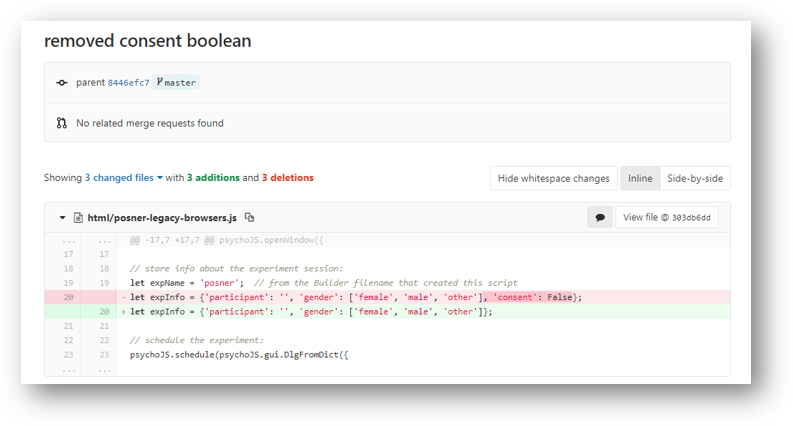 removed consent boolean
parent 8446efc7 master
No related merge requests found
Showing 3 changed files with 3 additions and 3 deletions
Hide whitespace changes Inline Side-by-side
html/posner-legacy-browsers.js View file @ 303db6dd
... ... @@ -17,7 +17,7 @@ psychoJS.openWindow({
17 17
18 18 // store info about the experiment session:
19 19 let expName = 'posner'; // from the Builder filename that created this script
20 - let expInfo = {'participant': '', 'gender': ['female', 'male', 'other'], 'consent': False};
20 + let expInfo = {'participant': '', 'gender': ['female', 'male', 'other']};
21 21
22 22 // schedule the experiment:
23 23 psychoJS.schedule(psychoJS.gui.DlgFromDict({
... ...